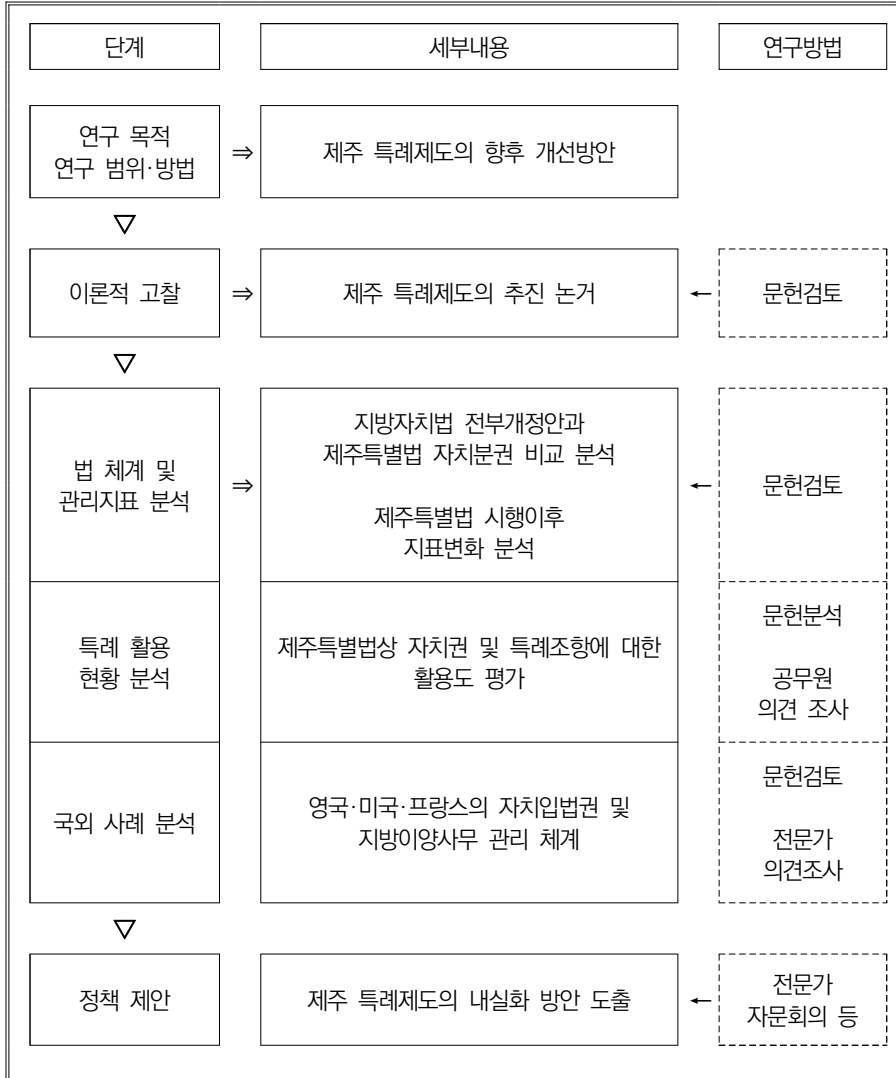 단계
세부내용
연구방법
연구 목적
연구 범위·방법
⇒
제주 특례제도의 향후 개선방안
▽
이론적 고찰
⇒
제주 특례제도의 추진 논거
←
문헌검토
▽
법 체계 및
관리지표 분석
⇒
지방자치법 전부개정안과
제주특별법 자치분권 비교 분석
제주특별법 시행이후
지표변화 분석
←
문헌검토
특례 활용
현황 분석
제주특별법상 자치권 및 특례조항에 대한
활용도 평가
문헌분석
공무원
의견 조사
국외 사례 분석
영국·미국·프랑스의 자치입법권 및
지방이양사무 관리 체계
문헌검토
전문가
의견조사
▽
정책 제안
제주 특례제도의 내실화 방안 도출
←
전문가
자문회의 등